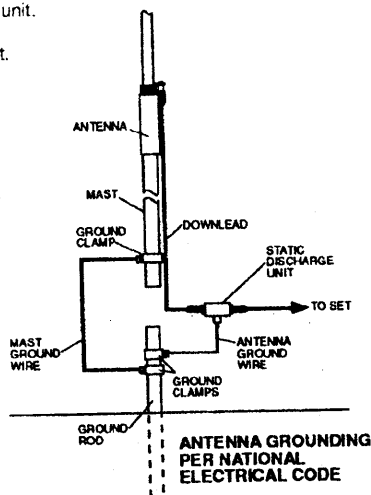 unit.
t.
ANTENNA
MAST
GROUND
CLAMP
DOWNLEAD
STATIC
DISCHARGE
UNIT
TO SET
MAST
GROUND
WIRE
ANTENNA
GROUND
WIRE
GROUND
CLAMPS
GROUND
ROD
ANTENNA GROUNDING
PER NATIONAL
ELECTRICAL CODE